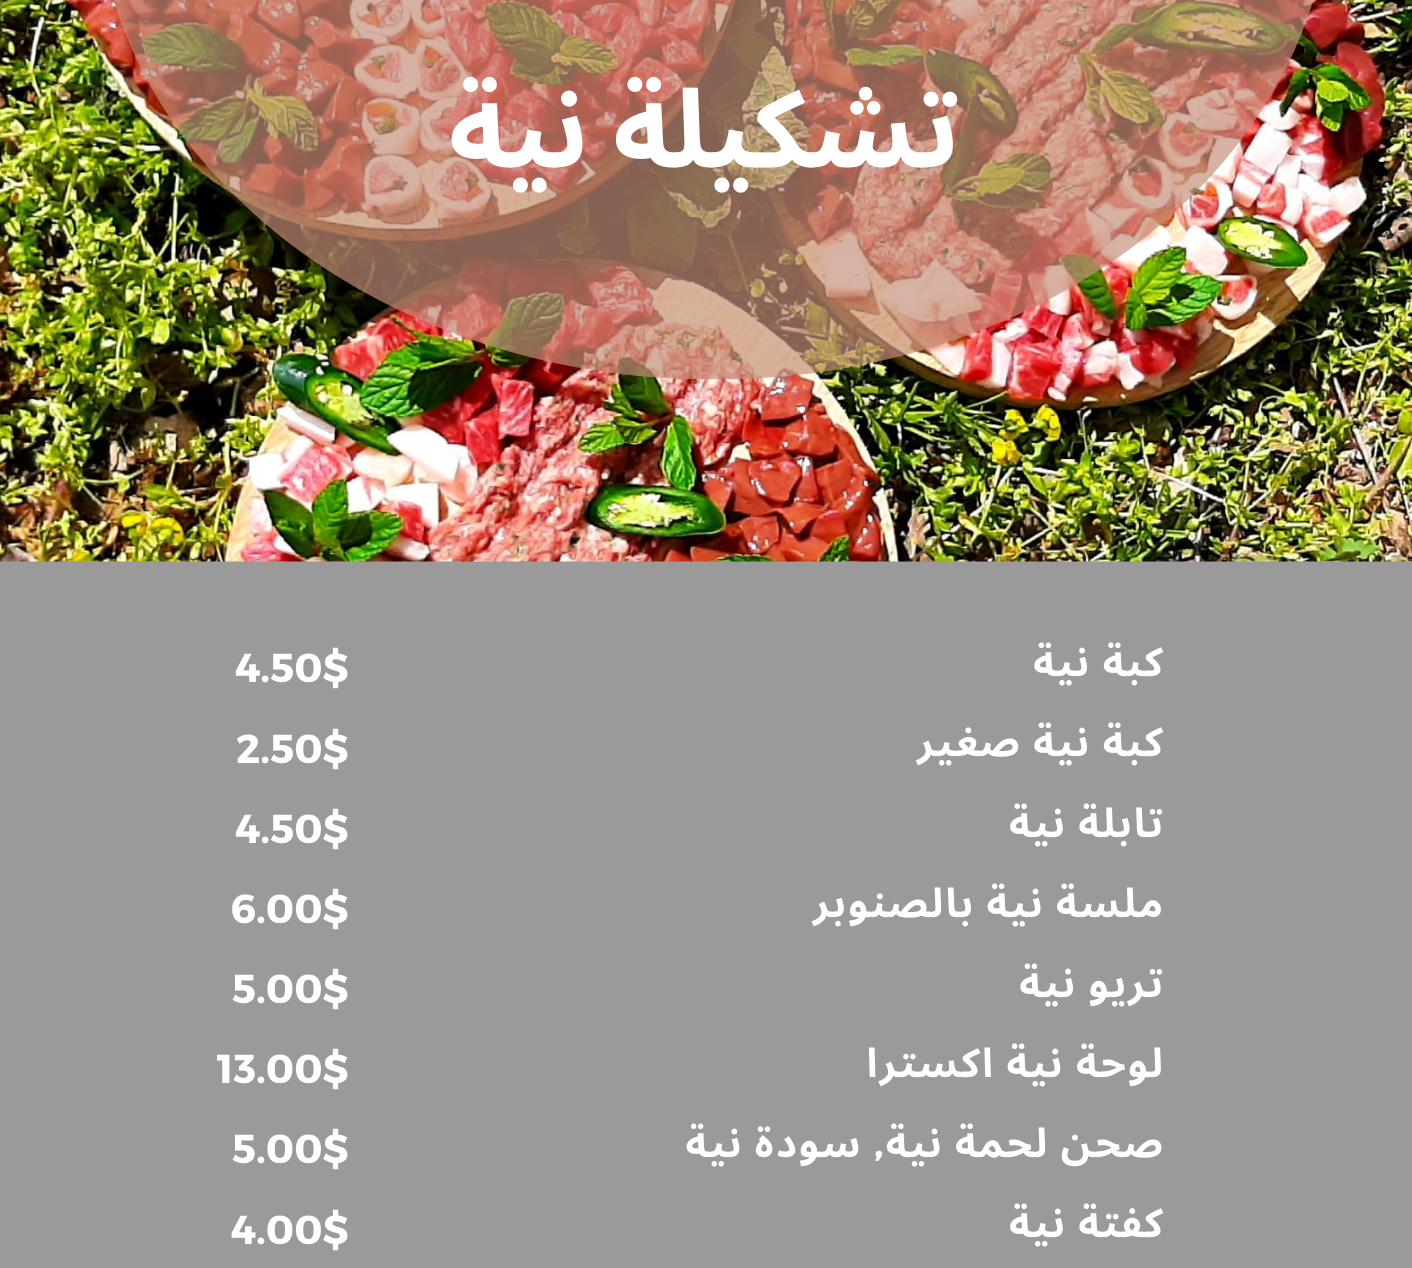 تشكيلة نية
كبة نية 4.50$
كبة نية صغير 2.50$
تابلة نية 4.50$
ملسة نية بالصنوبر 6.00$
تريو نية 5.00$
لوحة نية اكسترا 13.00$
صحن لحمة نية, سودة نية 5.00$
كفتة نية 4.00$